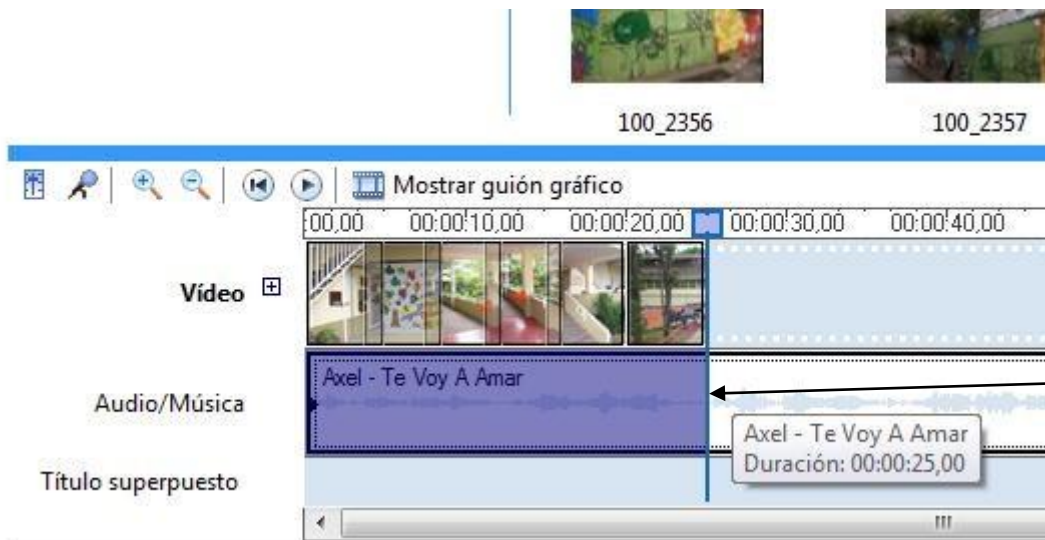 100_2356 100_2357
Mostrar guión gráfico
:00,00 00:00:10,00 00:00:20,00 00:00:30,00 00:00:40,00
Vídeo
Axel - Te Voy A Amar
Audio/Música
Axel - Te Voy A Amar
Duración: 00:00:25,00
Título superpuesto